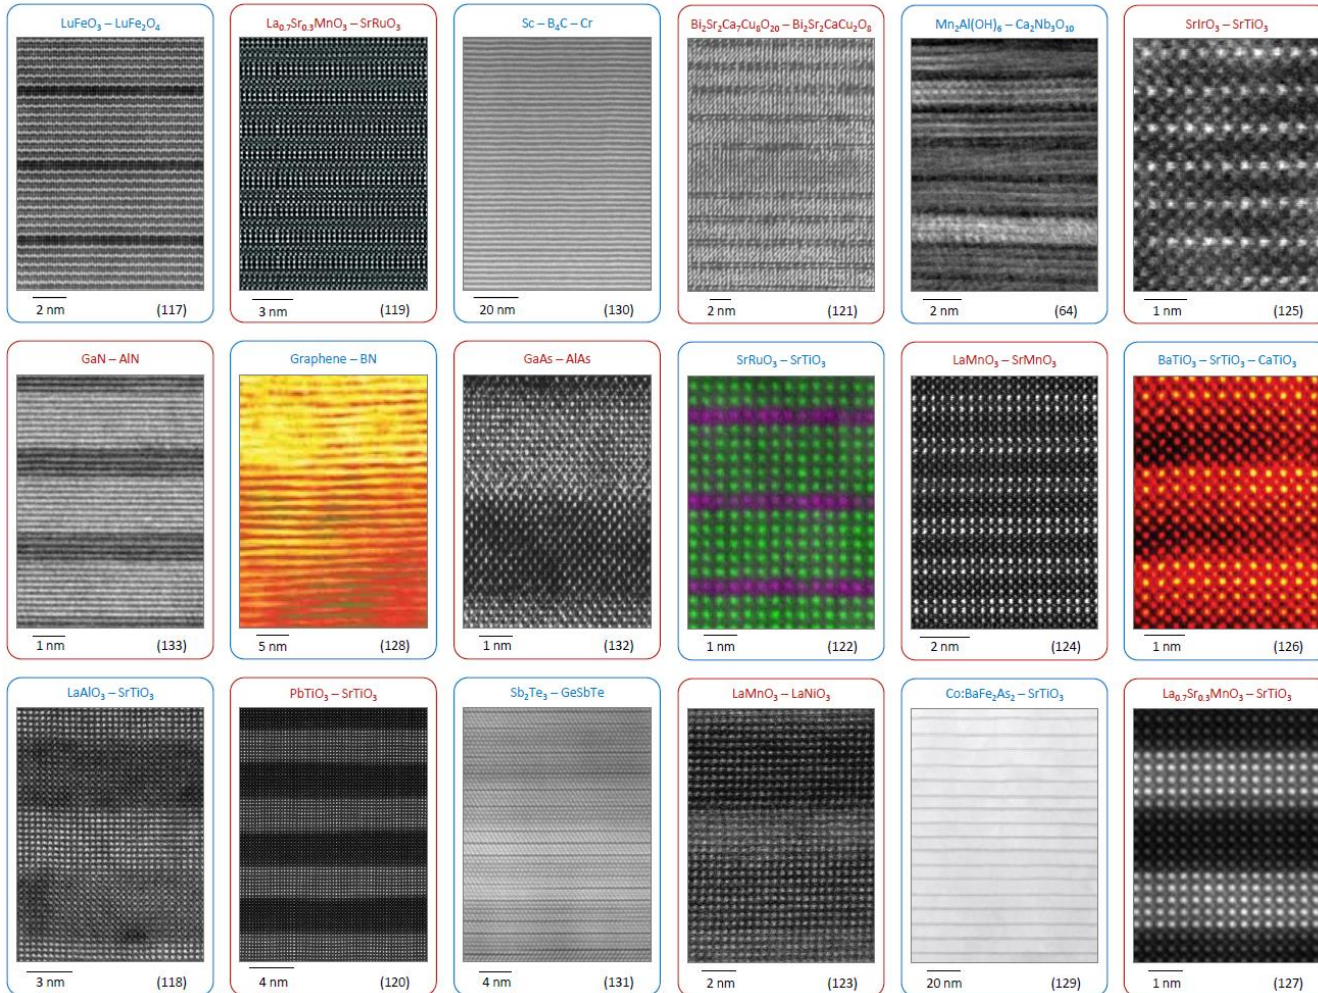 LuFeO₃ – LuFe₂O₄
La₀.₇Sr₀.₃MnO₃ – SrRuO₃
Sc – B₄C – Cr
Bi₂Sr₂Ca₇Cu₈O₂₀ – Bi₂Sr₂CaCu₂O₈
Mn₂Al(OH)₆ – Ca₂Nb₃O₁₀
SrIrO₃ – SrTiO₃
2 nm (117)
3 nm (119)
20 nm (130)
2 nm (121)
2 nm (64)
1 nm (125)
GaN – AlN
Graphene – BN
GaAs – AlAs
SrRuO₃ – SrTiO₃
LaMnO₃ – SrMnO₃
BaTiO₃ – SrTiO₃ – CaTiO₃
1 nm (133)
5 nm (128)
1 nm (132)
1 nm (122)
2 nm (124)
1 nm (126)
LaAlO₃ – SrTiO₃
PbTiO₃ – SrTiO₃
Sb₂Te₃ – GeSbTe
LaMnO₃ – LaNiO₃
Co:BaFe₂As₂ – SrTiO₃
La₀.₇Sr₀.₃MnO₃ – SrTiO₃
3 nm (118)
4 nm (120)
4 nm (131)
2 nm (123)
20 nm (129)
1 nm (127)